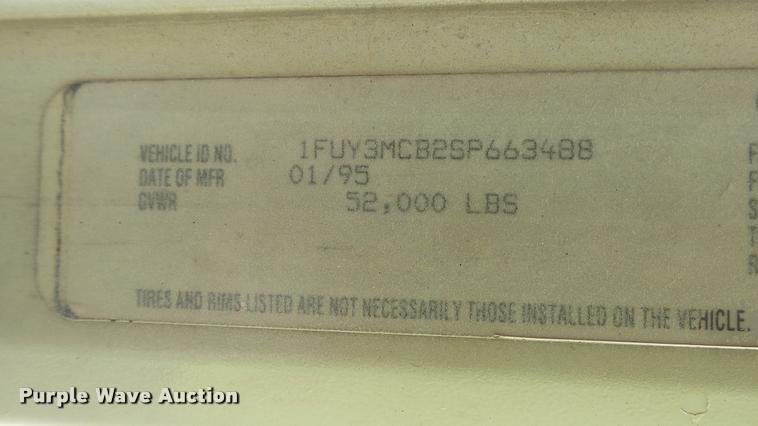 VEHICLE ID NO. 1FUY3MCB2SP663488
DATE OF MFR 01/95
GVWR 52,000 LBS
TIRES AND RIMS LISTED ARE NOT NECESSARILY THOSE INSTALLED ON THE VEHICLE.
F
F
S
T
R
Purple Wave Auction